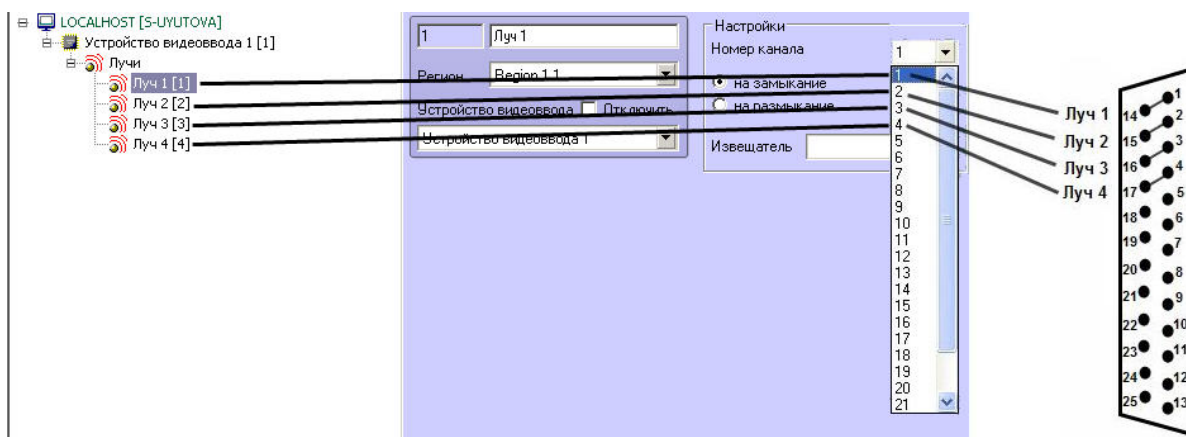 LOCALHOST [S-UYUTOVA]
Устройство видеоввода 1 [1]
Лучи
Луч 1 [1]
Луч 2 [2]
Луч 3 [3]
Луч 4 [4]
1
Луч 1
Регион
Region 1.1
Устройство видеоввода
Отключить
Устройство видеоввода 1
Настройки
Номер канала
1
на замыкание
на размыкание
Извещатель
1
2
3
4
5
6
7
8
9
10
11
12
13
14
15
16
17
18
19
20
21
Луч 1
Луч 2
Луч 3
Луч 4
14
15
16
17
18
19
20
21
22
23
24
25
1
2
3
4
5
6
7
8
9
10
11
12
13